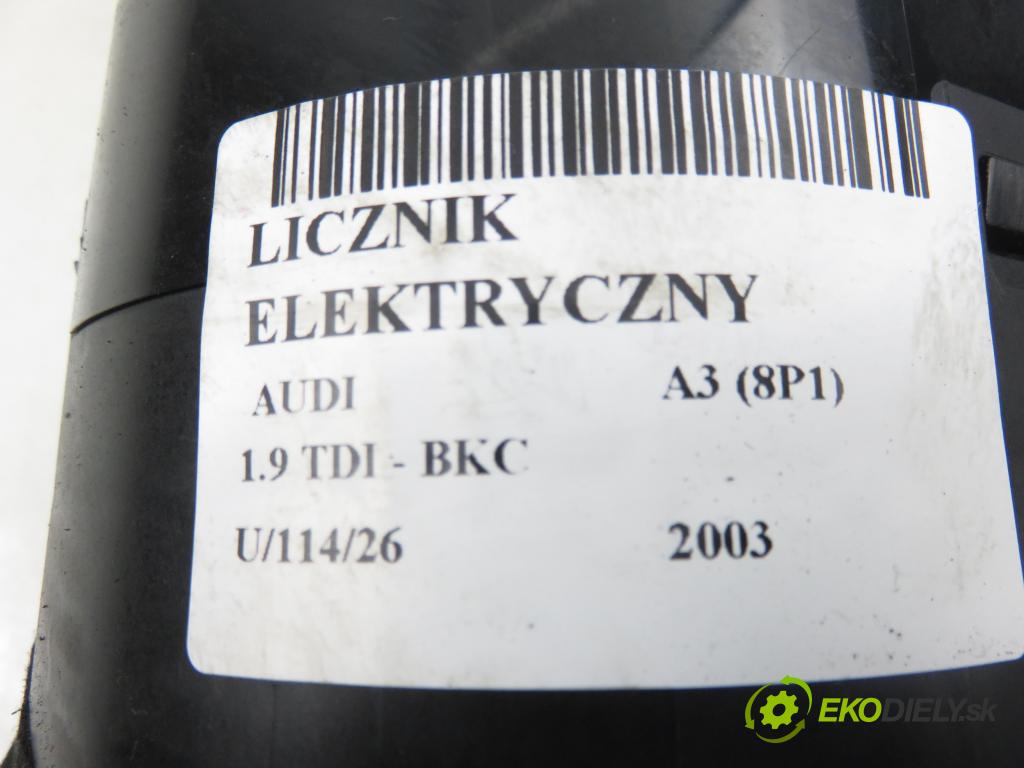 LICZNIK
ELEKTRYCZNY
AUDI A3 (8P1)
1.9 TDI - BKC
U/114/26 2003
EKODIELY.sk